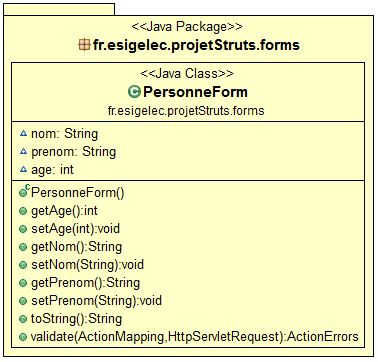 <<Java Package>>
fr.esigelec.projetStruts.forms
<<Java Class>>
PersonneForm
fr.esigelec.projetStruts.forms
nom: String
prenom: String
age: int
PersonneForm()
getAge():int
setAge(int):void
getNom():String
setNom(String):void
getPrenom():String
setPrenom(String):void
toString():String
validate(ActionMapping,HttpServletRequest):ActionErrors